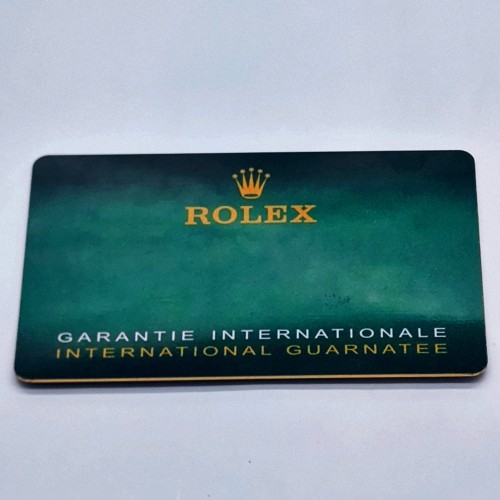 ROLEX
GARANTIE INTERNATIONALE
INTERNATIONAL GUARNATEE